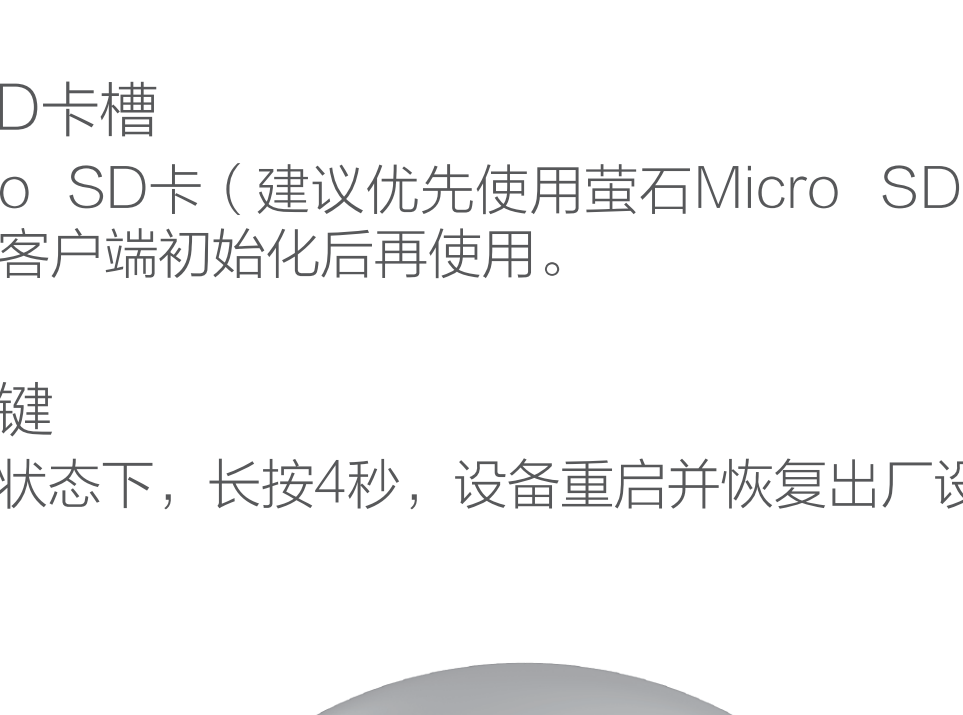 D卡槽
o SD卡（建议优先使用萤石Micro SD
客户端初始化后再使用。
键
状态下，长按4秒，设备重启并恢复出厂设